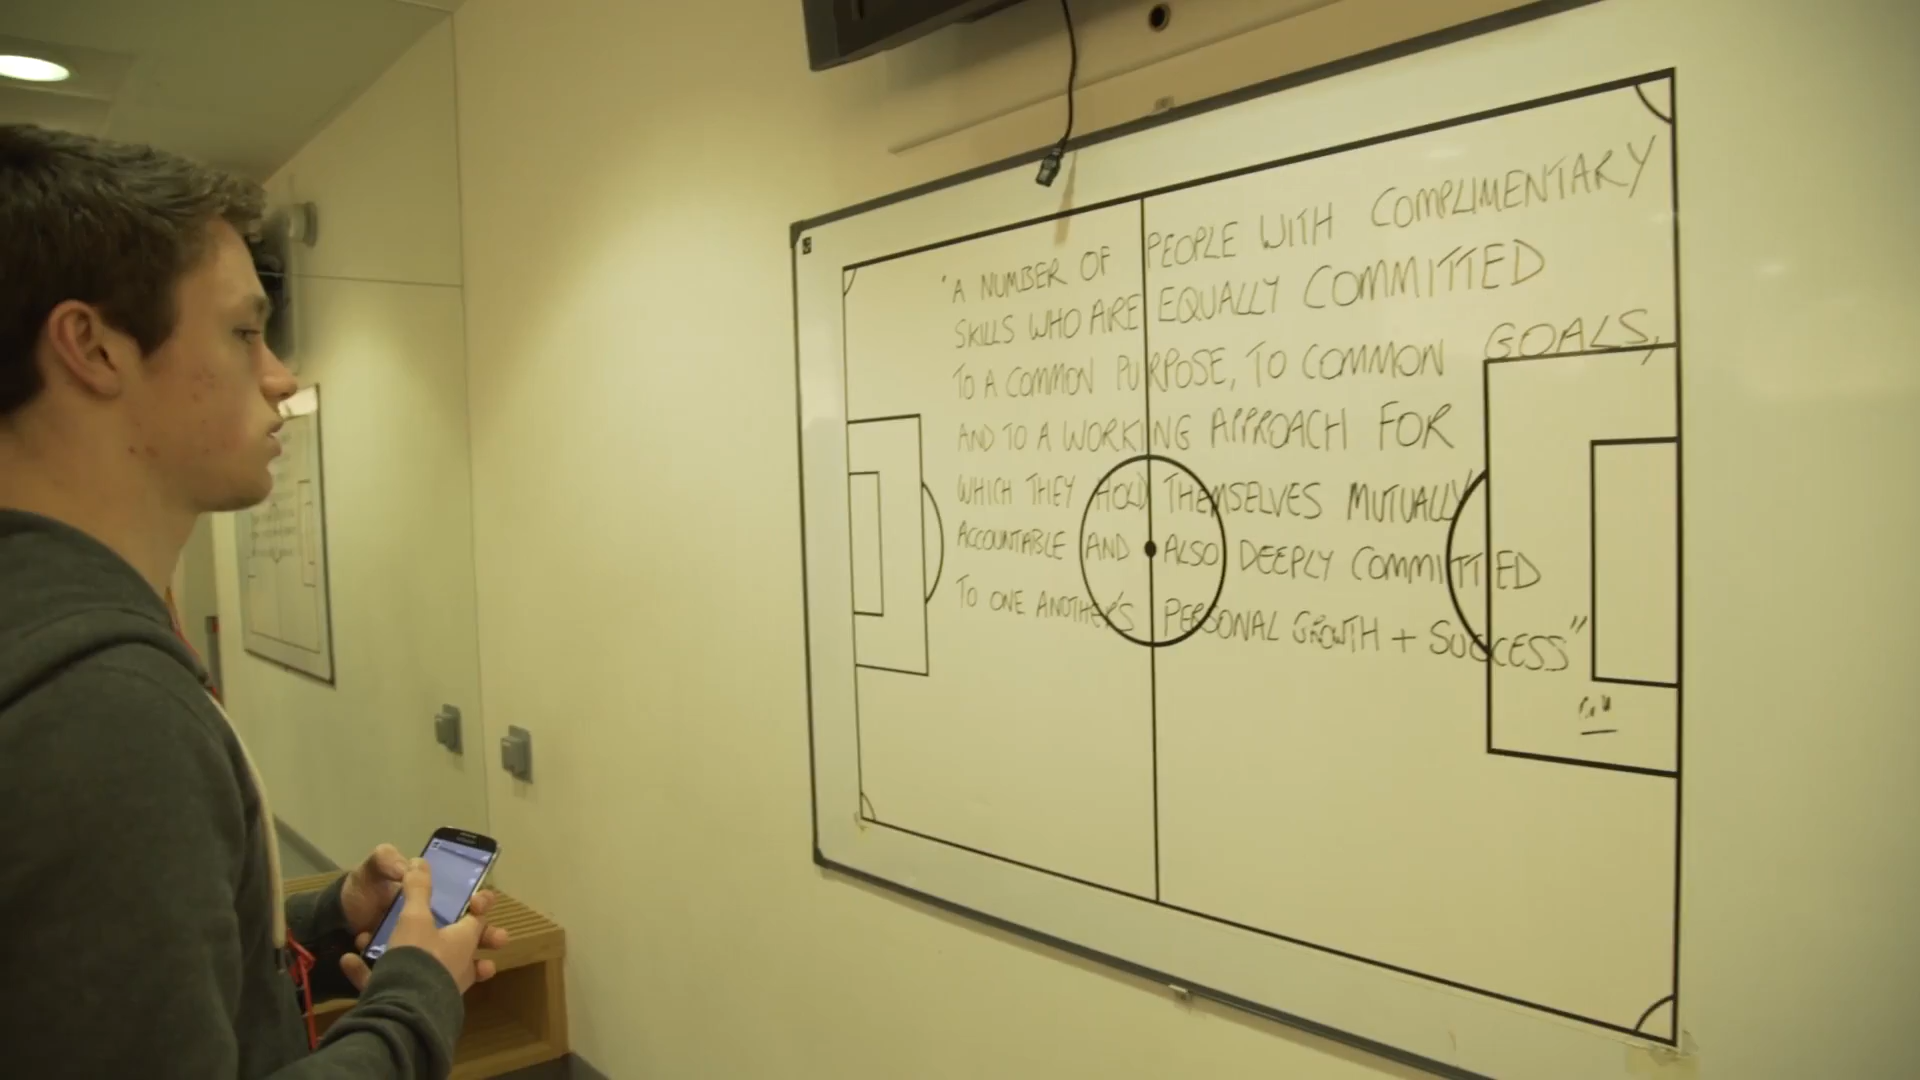 "A NUMBER OF PEOPLE WITH COMPLIMENTARY
SKILLS WHO ARE EQUALLY COMMITTED
TO A COMMON PURPOSE, TO COMMON GOALS,
AND TO A WORKING APPROACH FOR
WHICH THEY HOLD THEMSELVES MUTUALLY
ACCOUNTABLE AND ALSO DEEPLY COMMITTED
TO ONE ANOTHER'S PERSONAL GROWTH + SUCCESS"